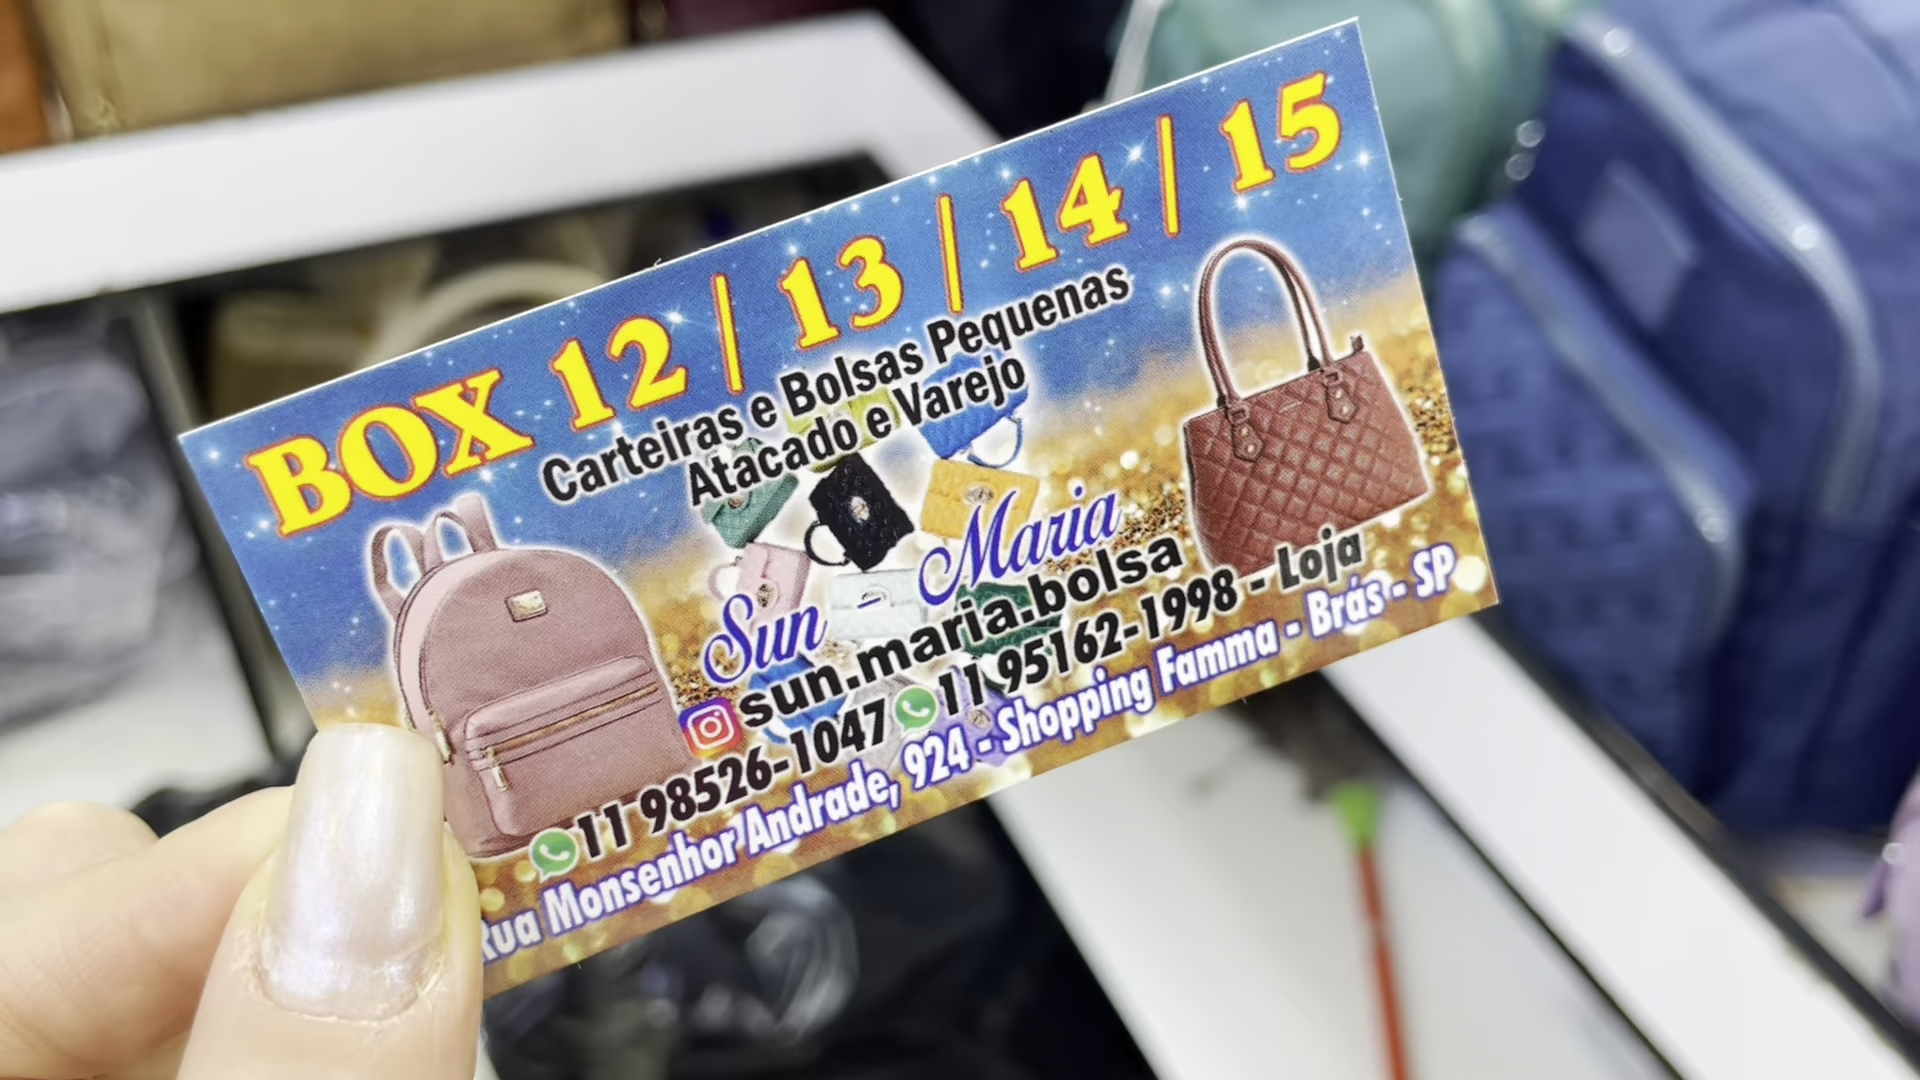 BOX 12 / 13 / 14 / 15
Carteiras e Bolsas Pequenas
Atacado e Varejo
Sun - Maria
sun.maria.bolsa
11 98526-1047 11 95162-1998 - Loja
Rua Monsenhor Andrade, 924 - Shopping Famma - Brás - SP